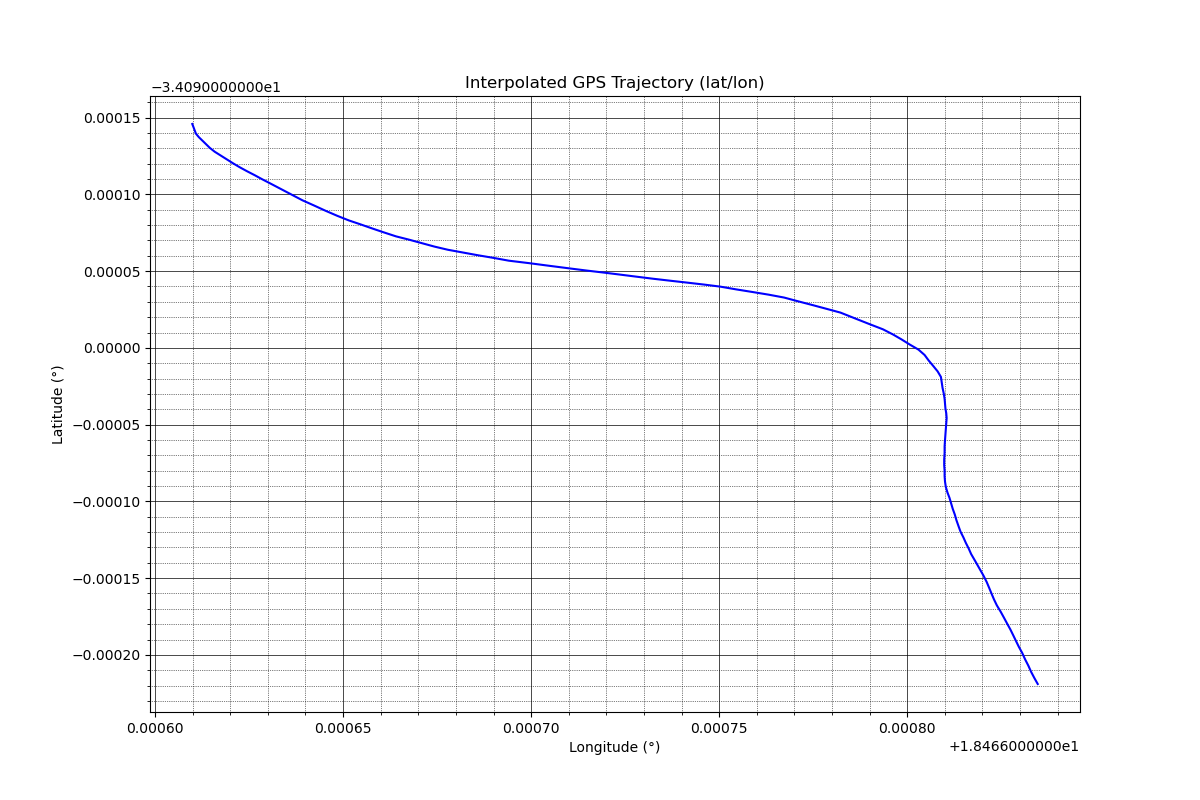 Interpolated GPS Trajectory (lat/lon)
−3.4090000000e1
0.00015
0.00010
0.00005
0.00000
−0.00005
−0.00010
−0.00015
−0.00020
Latitude (°)
0.00060 0.00065 0.00070 0.00075 0.00080
Longitude (°)
+1.8466000000e1